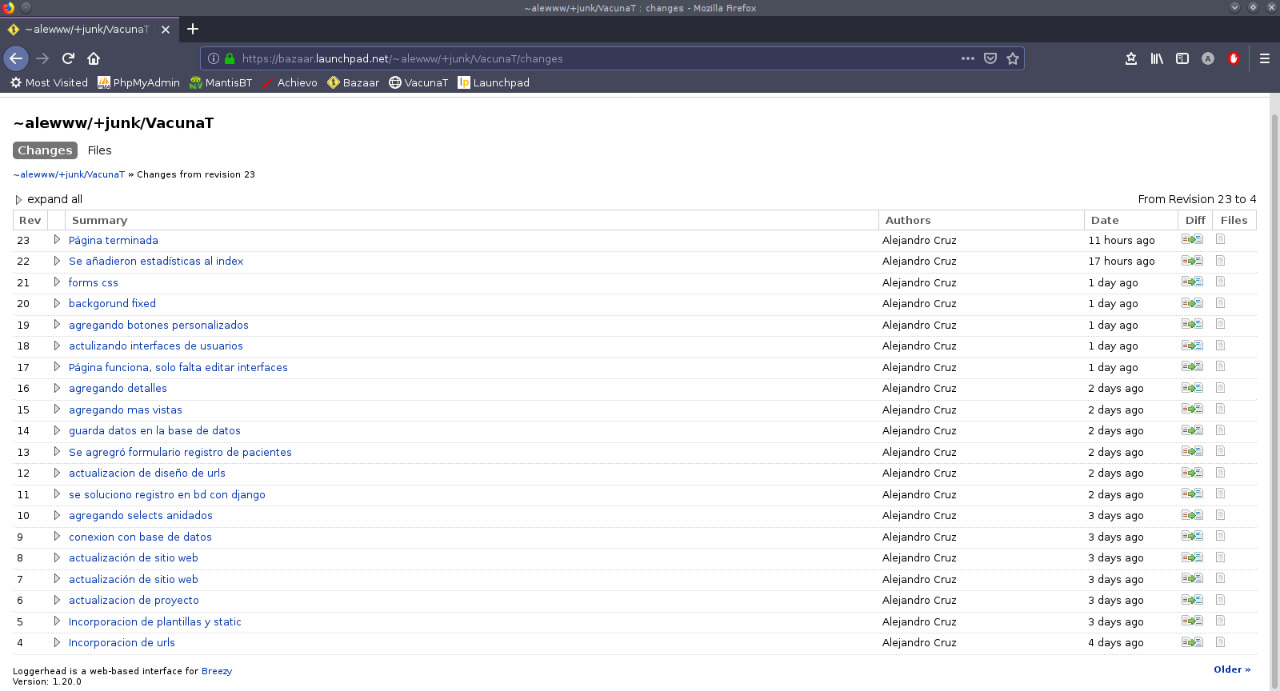 ~alewww/+junk/VacunaT : changes - Mozilla Firefox
~alewww/+junk/VacunaT
https://bazaar.launchpad.net/~alewww/+junk/VacunaT/changes
Most Visited PhpMyAdmin MantisBT Achievo Bazaar VacunaT Launchpad
~alewww/+junk/VacunaT
Changes Files
~alewww/+junk/VacunaT » Changes from revision 23
expand all From Revision 23 to 4
Rev Summary Authors Date Diff Files
23 Página terminada Alejandro Cruz 11 hours ago
22 Se añadieron estadísticas al index Alejandro Cruz 17 hours ago
21 forms css Alejandro Cruz 1 day ago
20 backgorund fixed Alejandro Cruz 1 day ago
19 agregando botones personalizados Alejandro Cruz 1 day ago
18 actulizando interfaces de usuarios Alejandro Cruz 1 day ago
17 Página funciona, solo falta editar interfaces Alejandro Cruz 1 day ago
16 agregando detalles Alejandro Cruz 2 days ago
15 agregando mas vistas Alejandro Cruz 2 days ago
14 guarda datos en la base de datos Alejandro Cruz 2 days ago
13 Se agregró formulario registro de pacientes Alejandro Cruz 2 days ago
12 actualizacion de diseño de urls Alejandro Cruz 2 days ago
11 se soluciono registro en bd con django Alejandro Cruz 2 days ago
10 agregando selects anidados Alejandro Cruz 3 days ago
9 conexion con base de datos Alejandro Cruz 3 days ago
8 actualización de sitio web Alejandro Cruz 3 days ago
7 actualización de sitio web Alejandro Cruz 3 days ago
6 actualizacion de proyecto Alejandro Cruz 3 days ago
5 Incorporacion de plantillas y static Alejandro Cruz 3 days ago
4 Incorporacion de urls Alejandro Cruz 4 days ago
Loggerhead is a web-based interface for Breezy Older »
Version: 1.20.0